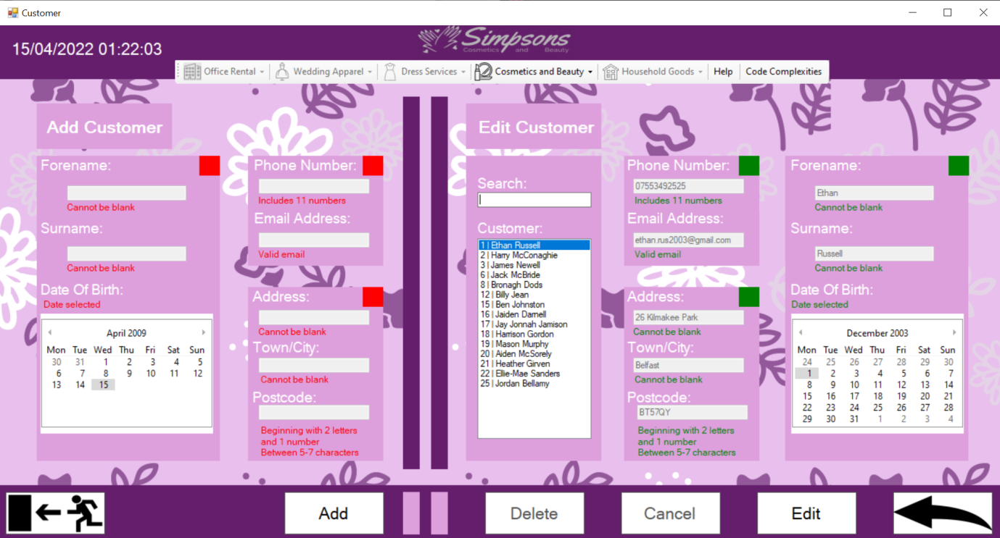 Customer
15/04/2022 01:22:03
Simpsons
Cosmetics and Beauty
Office Rental
Wedding Apparel
Dress Services
Cosmetics and Beauty
Household Goods
Help
Code Complexities
Add Customer
Forename:
Cannot be blank
Surname:
Cannot be blank
Date Of Birth:
Date selected
April 2009
Mon Tue Wed Thu Fri Sat Sun
30 31 1 2 3 4 5
6 7 8 9 10 11 12
13 14 15
Phone Number:
Includes 11 numbers
Email Address:
Valid email
Address:
Cannot be blank
Town/City:
Cannot be blank
Postcode:
Beginning with 2 letters
and 1 number
Between 5-7 characters
Edit Customer
Search:
Customer:
1 | Ethan Russell
2 | Harry McConaghie
3 | James Newell
6 | Jack McBride
8 | Bronagh Dods
12 | Billy Jean
15 | Ben Johnston
16 | Jaiden Darnell
17 | Jay Jonnah Jamison
18 | Harrison Gordon
19 | Mason Murphy
20 | Aiden McSorely
21 | Heather Girven
22 | Ellie-Mae Sanders
25 | Jordan Bellamy
Phone Number:
07553492525
Includes 11 numbers
Email Address:
ethan.rus2003@gmail.com
Valid email
Address:
26 Kilmakee Park
Cannot be blank
Town/City:
Belfast
Cannot be blank
Postcode:
BT57QY
Beginning with 2 letters
and 1 number
Between 5-7 characters
Forename:
Ethan
Cannot be blank
Surname:
Russell
Cannot be blank
Date Of Birth:
Date selected
December 2003
Mon Tue Wed Thu Fri Sat Sun
24 25 26 27 28 29 30
1 2 3 4 5 6 7
8 9 10 11 12 13 14
15 16 17 18 19 20 21
22 23 24 25 26 27 28
29 30 31 1 2 3 4
Add
Delete
Cancel
Edit